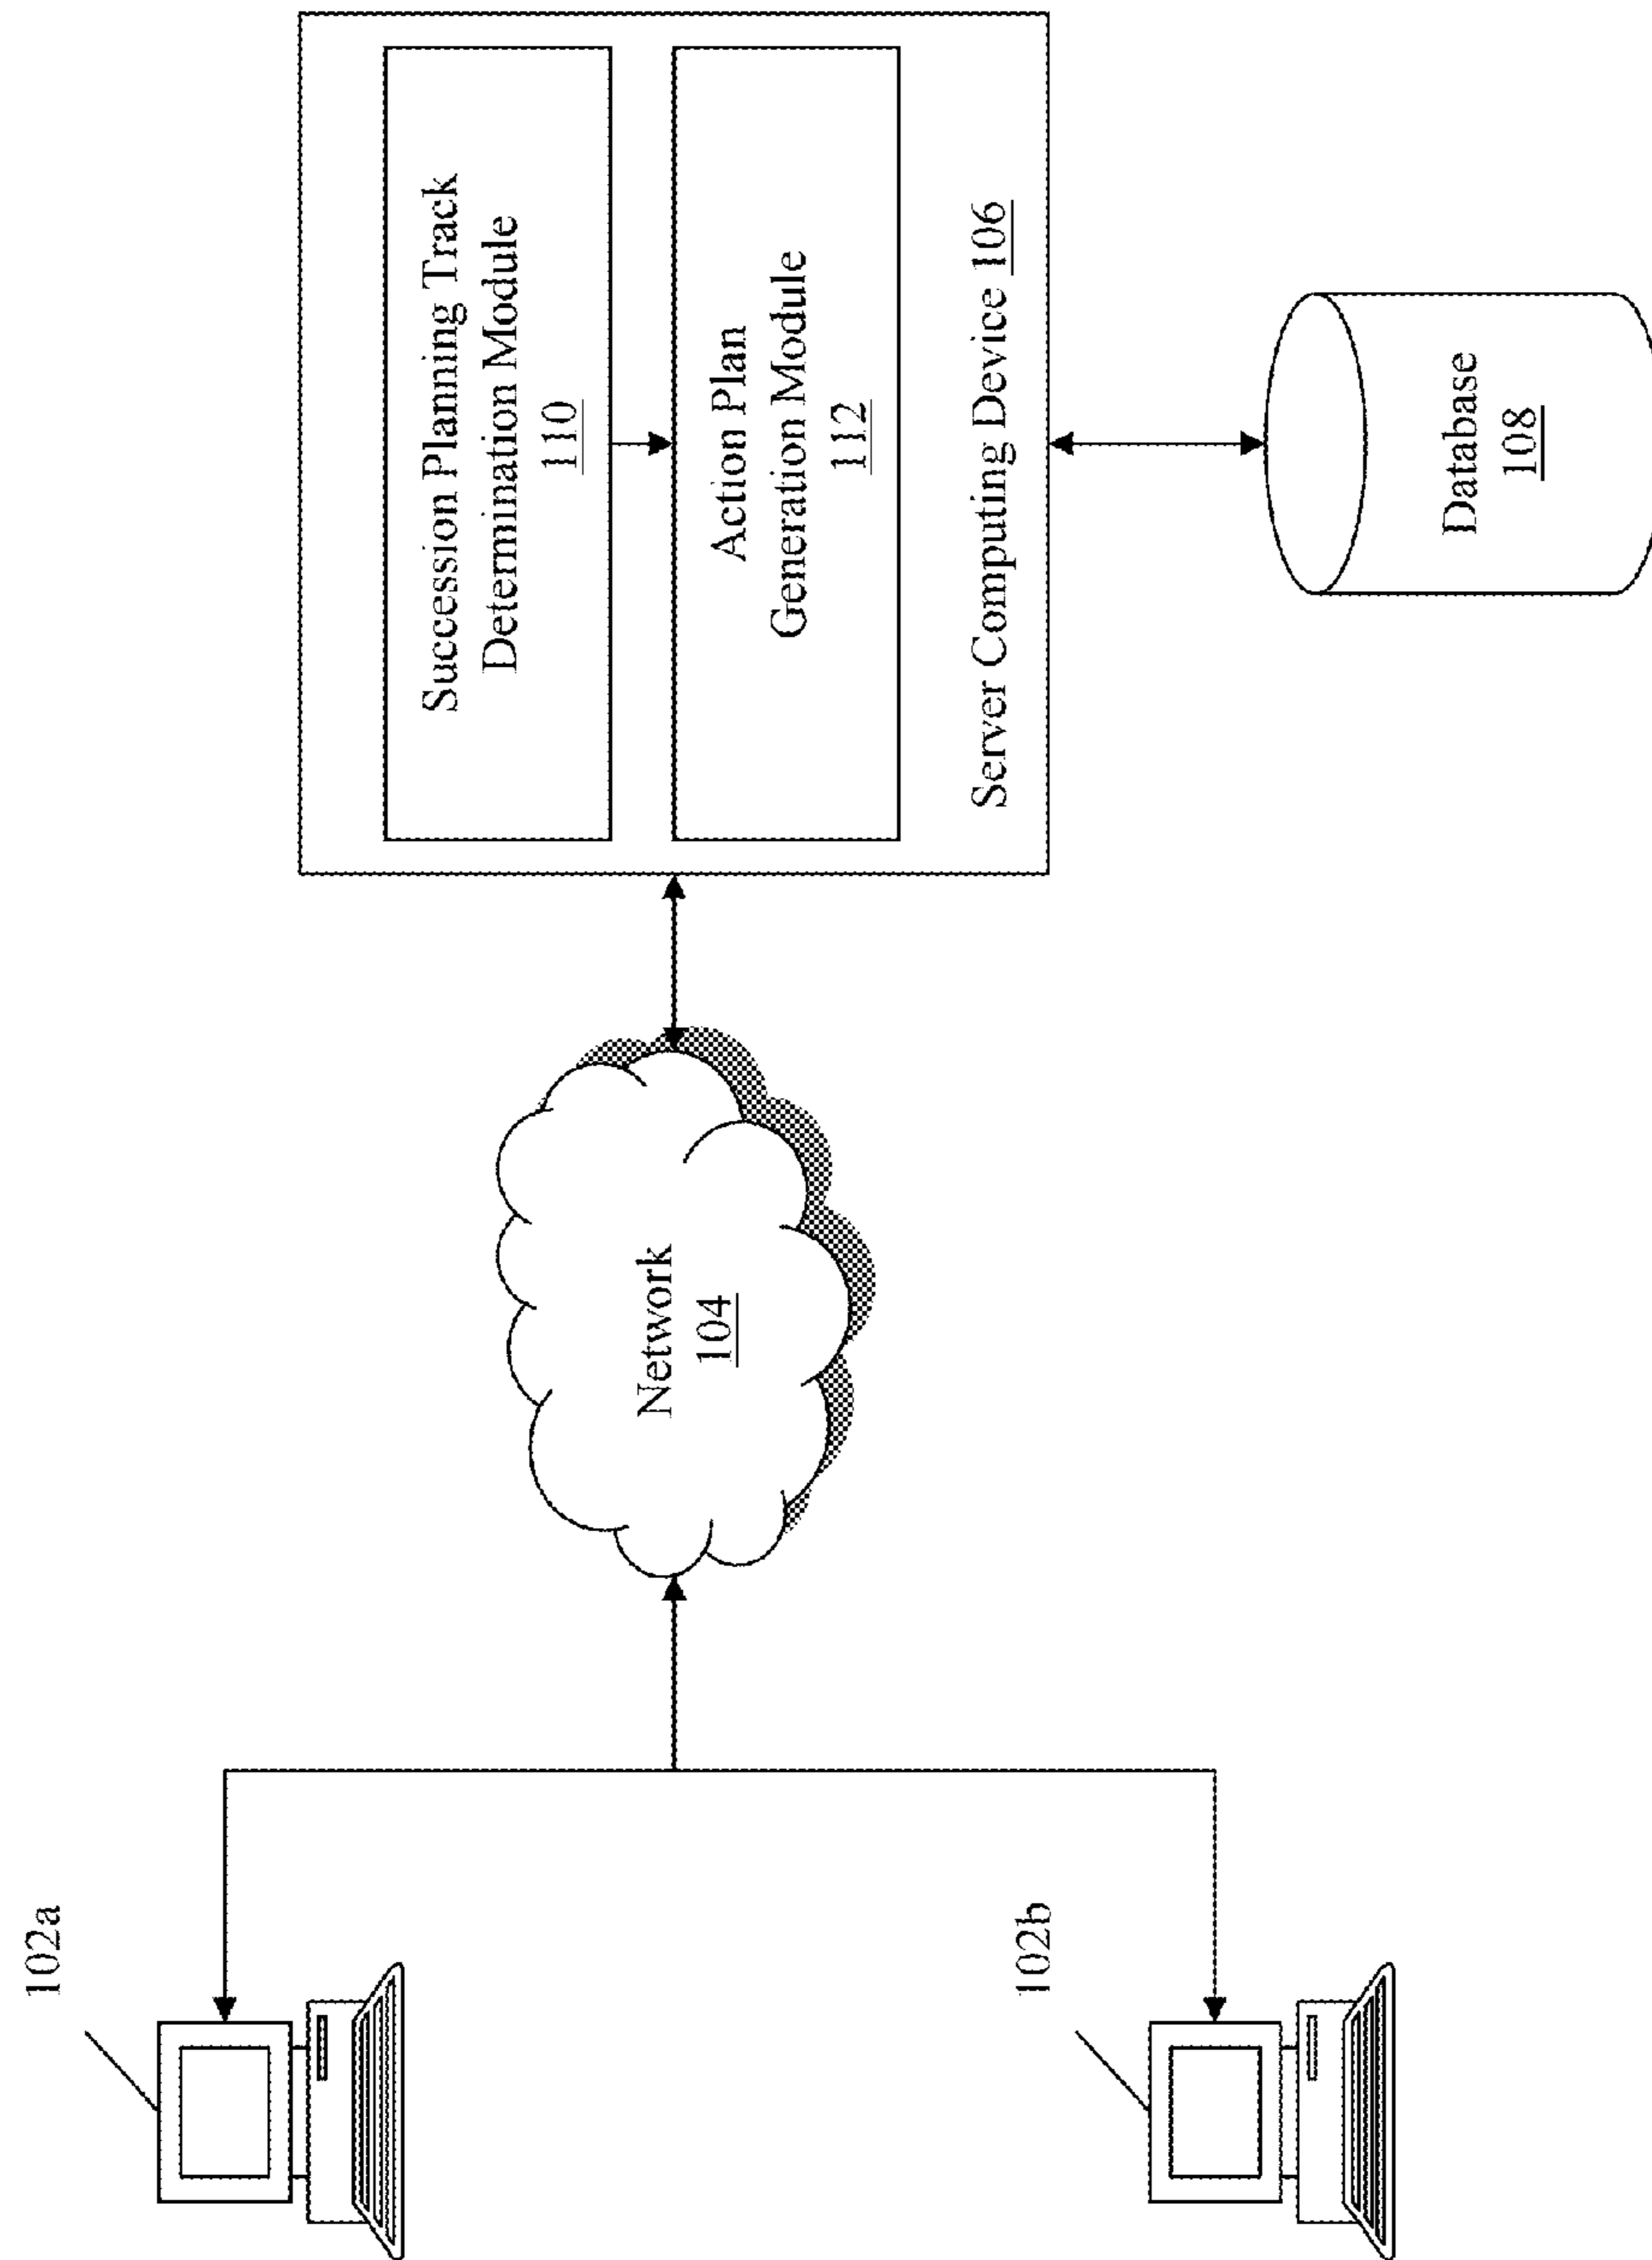 102a
102b
Network
104
Succession Planning Track
Determination Module
110
Action Plan
Generation Module
112
Server Computing Device 106
Database
108